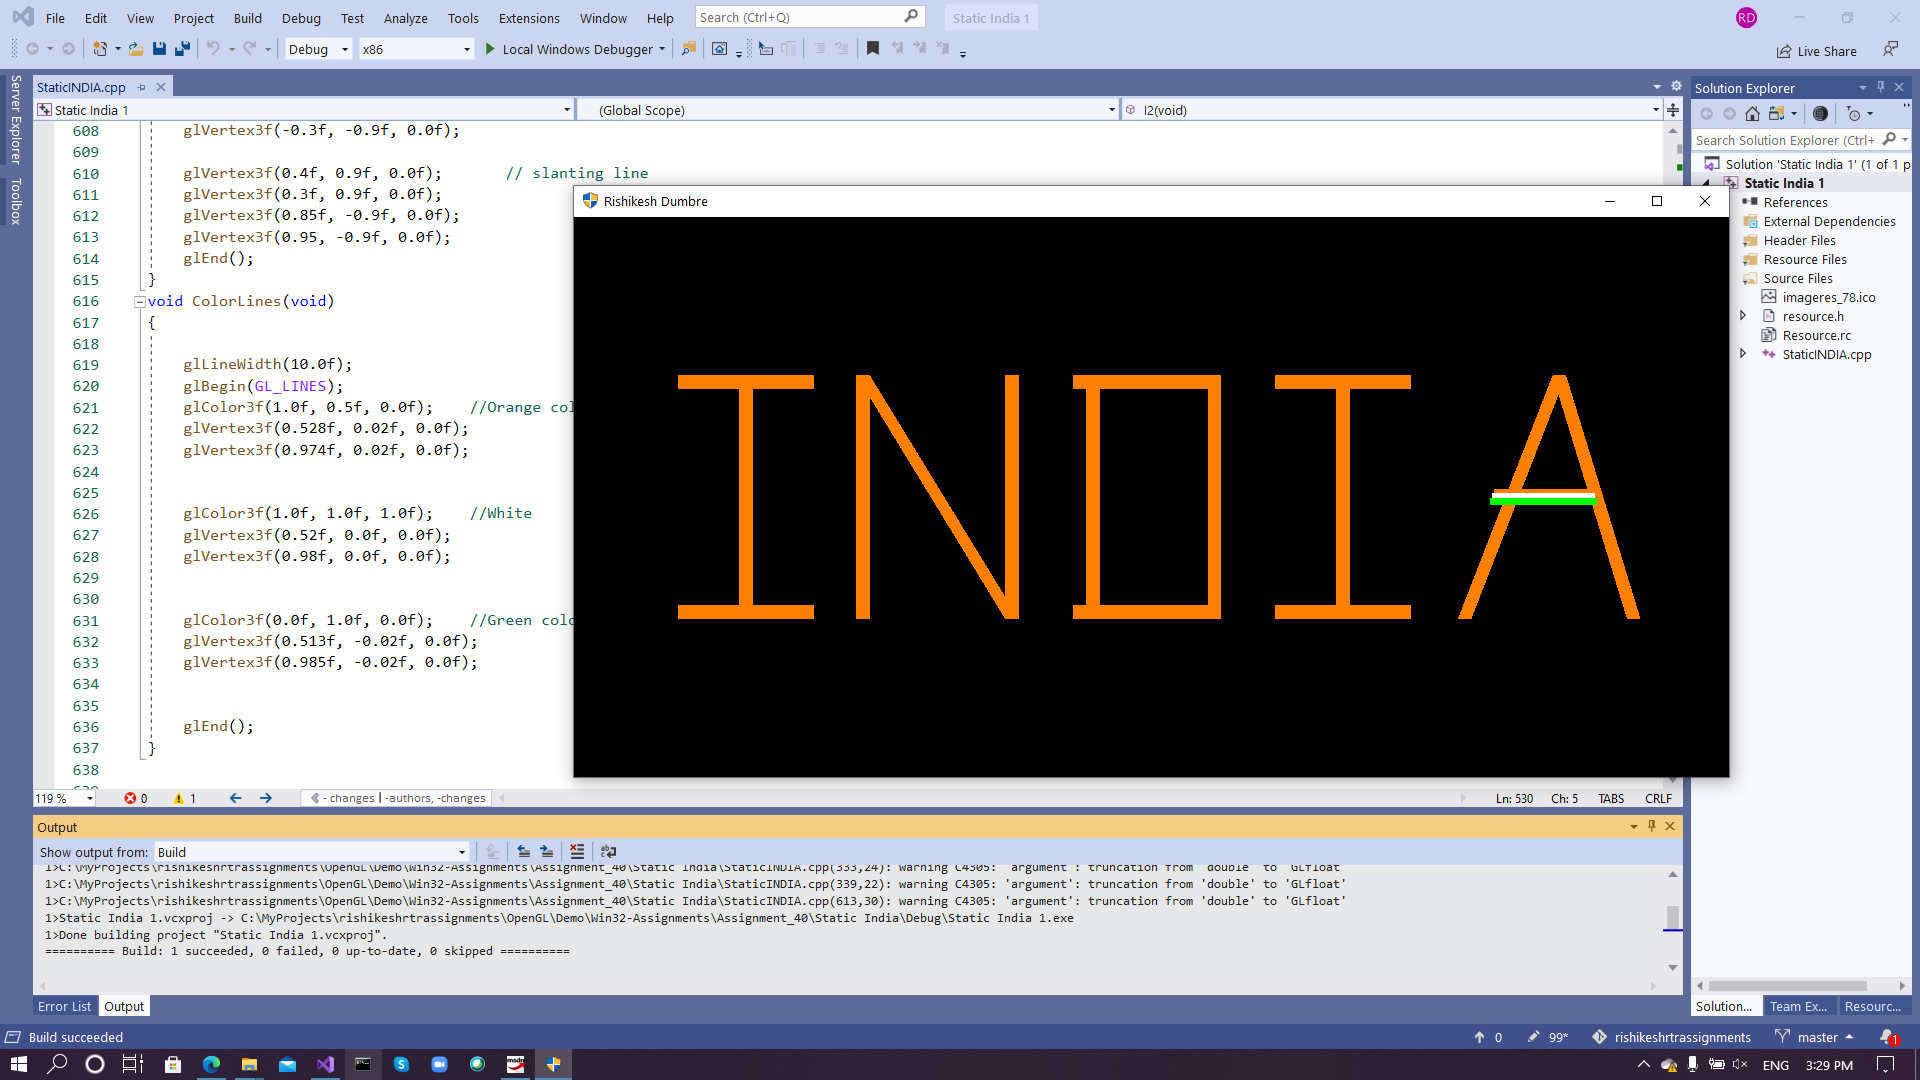 File Edit View Project Build Debug Test Analyze Tools Extensions Window Help Search (Ctrl+Q) Static India 1 RD
Debug x86 Local Windows Debugger Live Share
Server Explorer
Toolbox
StaticINDIA.cpp
Static India 1 (Global Scope) I2(void)
608 glVertex3f(-0.3f, -0.9f, 0.0f);
609
610 glVertex3f(0.4f, 0.9f, 0.0f); // slanting line
611 glVertex3f(0.3f, 0.9f, 0.0f);
612 glVertex3f(0.85f, -0.9f, 0.0f);
613 glVertex3f(0.95, -0.9f, 0.0f);
614 glEnd();
615 }
616 void ColorLines(void)
617 {
618
619 glLineWidth(10.0f);
620 glBegin(GL_LINES);
621 glColor3f(1.0f, 0.5f, 0.0f); //Orange col
622 glVertex3f(0.528f, 0.02f, 0.0f);
623 glVertex3f(0.974f, 0.02f, 0.0f);
624
625
626 glColor3f(1.0f, 1.0f, 1.0f); //White
627 glVertex3f(0.52f, 0.0f, 0.0f);
628 glVertex3f(0.98f, 0.0f, 0.0f);
629
630
631 glColor3f(0.0f, 1.0f, 0.0f); //Green colo
632 glVertex3f(0.513f, -0.02f, 0.0f);
633 glVertex3f(0.985f, -0.02f, 0.0f);
634
635
636 glEnd();
637 }
638
Rishikesh Dumbre
INDIA
119 % 0 1 - changes | -authors, -changes Ln: 530 Ch: 5 TABS CRLF
Output
Show output from: Build
1>C:\MyProjects\rishikeshrtrassignments\OpenGL\Demo\Win32-Assignments\Assignment_40\Static India\StaticINDIA.cpp(333,24): warning C4305: 'argument': truncation from 'double' to 'GLfloat'
1>C:\MyProjects\rishikeshrtrassignments\OpenGL\Demo\Win32-Assignments\Assignment_40\Static India\StaticINDIA.cpp(339,22): warning C4305: 'argument': truncation from 'double' to 'GLfloat'
1>C:\MyProjects\rishikeshrtrassignments\OpenGL\Demo\Win32-Assignments\Assignment_40\Static India\StaticINDIA.cpp(613,30): warning C4305: 'argument': truncation from 'double' to 'GLfloat'
1>Static India 1.vcxproj -> C:\MyProjects\rishikeshrtrassignments\OpenGL\Demo\Win32-Assignments\Assignment_40\Static India\Debug\Static India 1.exe
1>Done building project "Static India 1.vcxproj".
========== Build: 1 succeeded, 0 failed, 0 up-to-date, 0 skipped ==========
Error List Output
Solution Explorer
Search Solution Explorer (Ctrl+
Solution 'Static India 1' (1 of 1 p
Static India 1
References
External Dependencies
Header Files
Resource Files
Source Files
imageres_78.ico
resource.h
Resource.rc
StaticINDIA.cpp
Solution... Team Ex... Resourc...
Build succeeded 0 99* rishikeshrtrassignments master 1
msdn ENG 3:29 PM